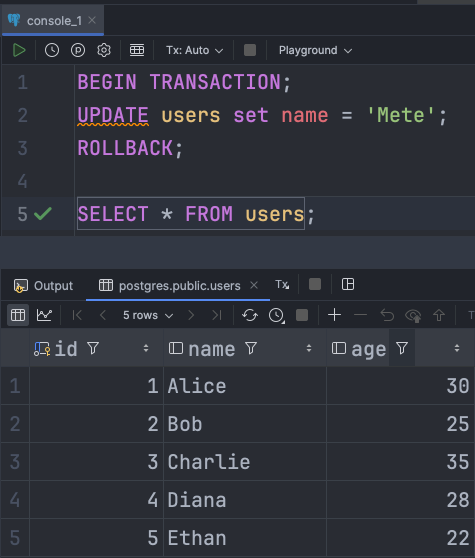 console_1
Tx: Auto Playground
1 BEGIN TRANSACTION;
2 UPDATE users set name = 'Mete';
3 ROLLBACK;
4
5 SELECT * FROM users;
Output postgres.public.users Tx
5 rows
id name age
1 1 Alice 30
2 2 Bob 25
3 3 Charlie 35
4 4 Diana 28
5 5 Ethan 22